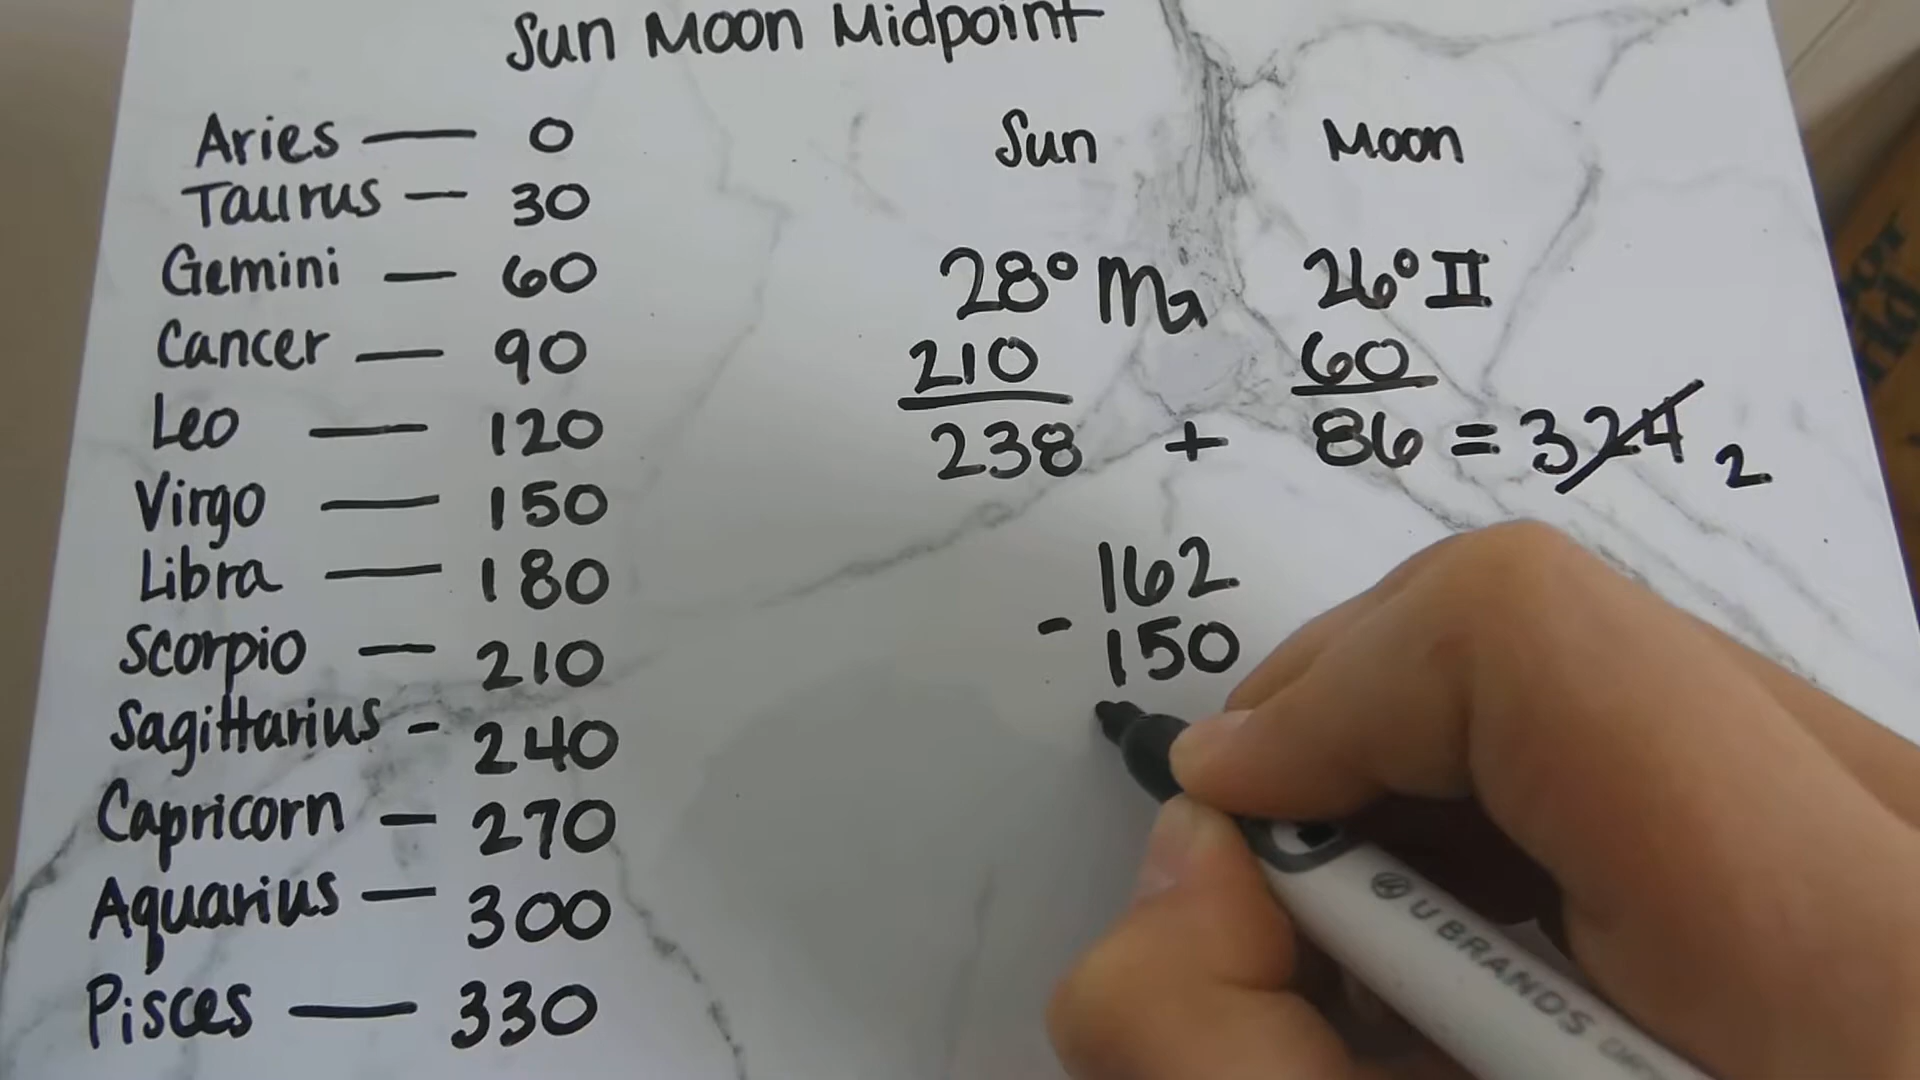 Sun Moon Midpoint
Aries — 0
Taurus — 30
Gemini — 60
Cancer — 90
Leo — 120
Virgo — 150
Libra — 180
Scorpio — 210
Sagittarius - 240
Capricorn — 270
Aquarius — 300
Pisces — 330
Sun Moon
28° ♏ 26° II
210 60
238 + 86 = 324 2
162
- 150
UBRANDS